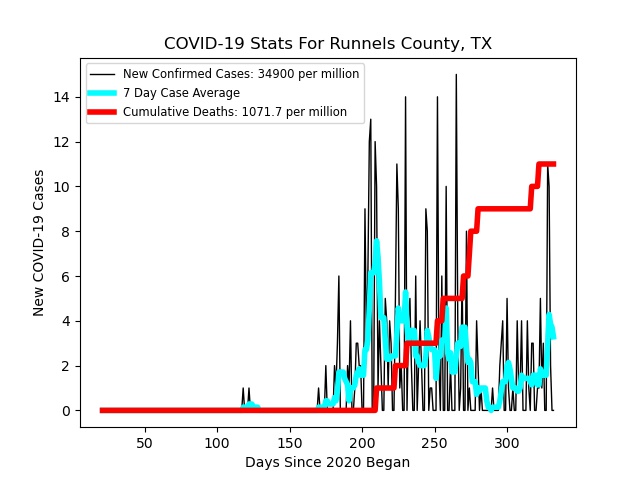 COVID-19 Stats For Runnels County, TX
New Confirmed Cases: 34900 per million
7 Day Case Average
Cumulative Deaths: 1071.7 per million
New COVID-19 Cases
14
12
10
8
6
4
2
0
50 100 150 200 250 300
Days Since 2020 Began